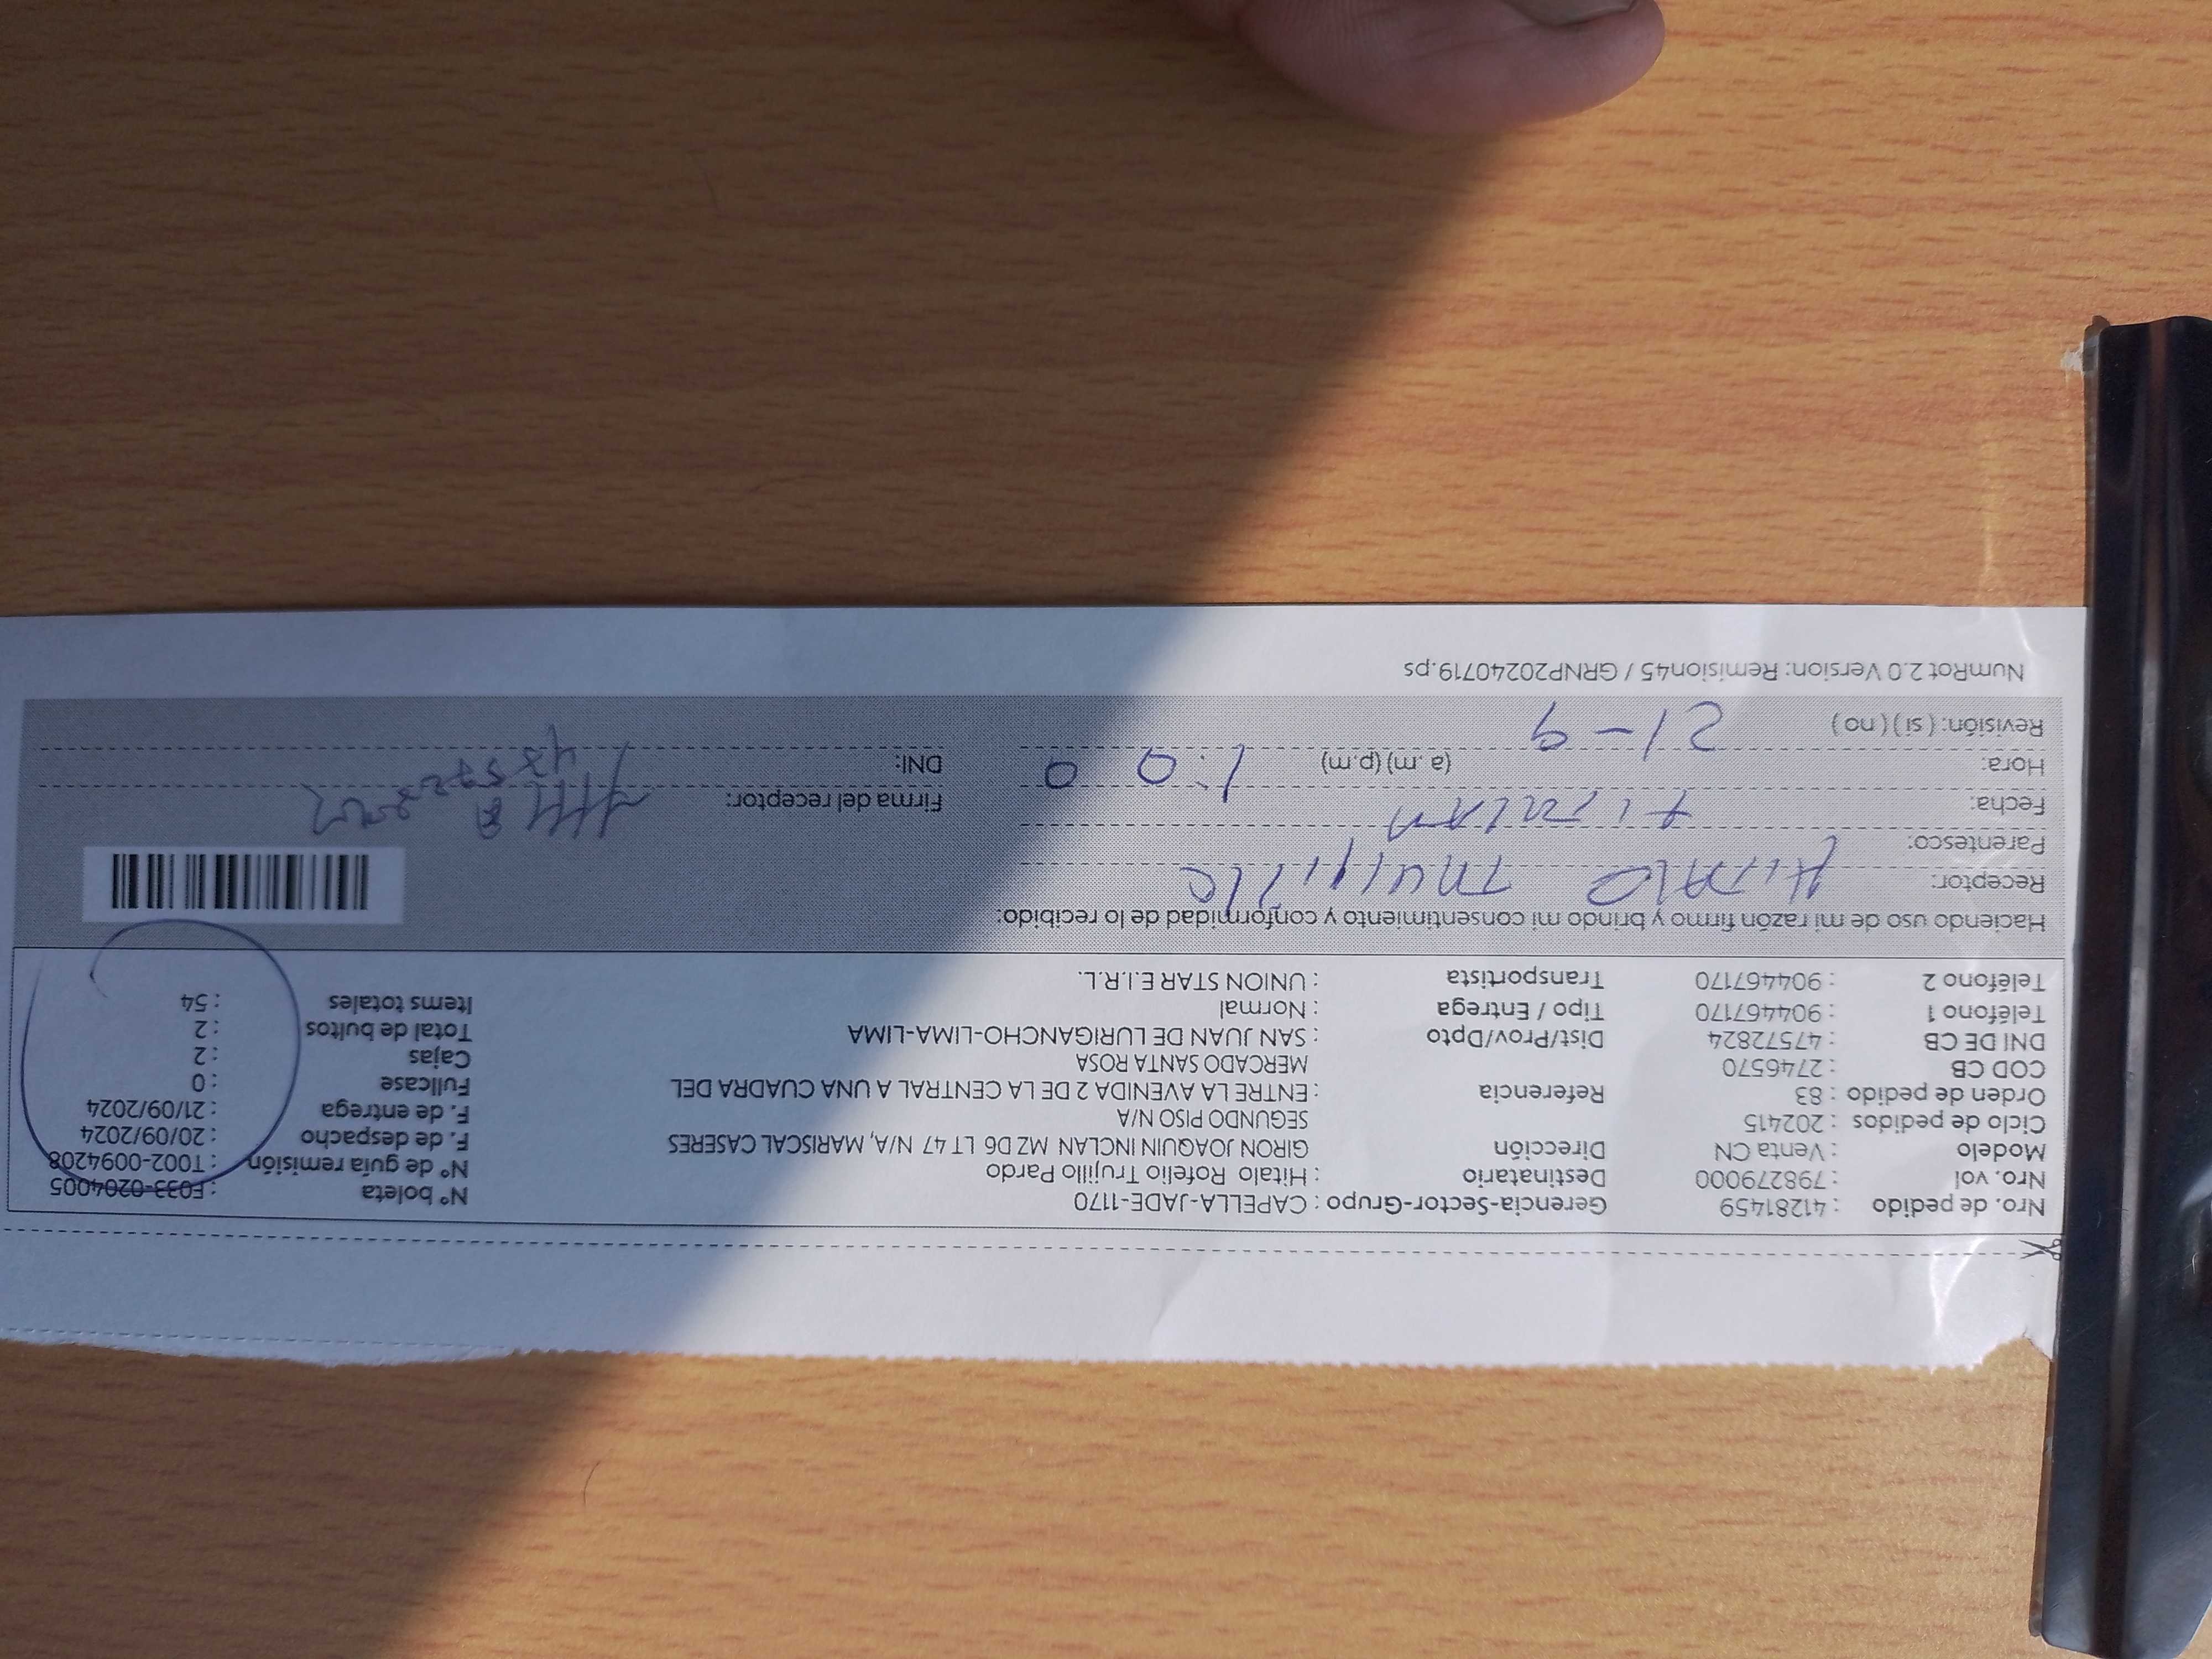 Nro. de pedido : 41281459 Gerencia-Sector-Grupo : CAPELLA-JADE-1170 N° boleta : E033-0204005
Nro. vol : 798279000 Destinatario : Hitalo Rofelio Trujillo Pardo N° de guía remisión : T002-0094208
Modelo : Venta CN Dirección GIRON JOAQUIN INCLAN MZ D6 LT 47 N/A, MARISCAL CASERES F. de despacho : 20/09/2024
Ciclo de pedidos : 202415 SEGUNDO PISO N/A F. de entrega : 21/09/2024
Orden de pedido : 83 Referencia : ENTRE LA AVENIDA 2 DE LA CENTRAL A UNA CUADRA DEL Fullcase : 0
COD CB : 2746570 MERCADO SANTA ROSA Cajas : 2
DNI DE CB : 47572824 Dist/Prov/Dpto : SAN JUAN DE LURIGANCHO-LIMA-LIMA Total de bultos : 2
Teléfono 1 : 904467170 Tipo / Entrega : Normal Items totales : 54
Teléfono 2 : 904467170 Transportista : UNION STAR E.I.R.L.
Haciendo uso de mi razón firmo y brindo mi consentimiento y conformidad de lo recibido:
Receptor:
Parentesco:
Fecha: Firma del receptor:
Hora: (a.m) (p.m) 1:00 DNI:
Revisión: ( si ) ( no ) 21-9
NumRot 2.0 Version: Remision45 / GRNP20240719.ps